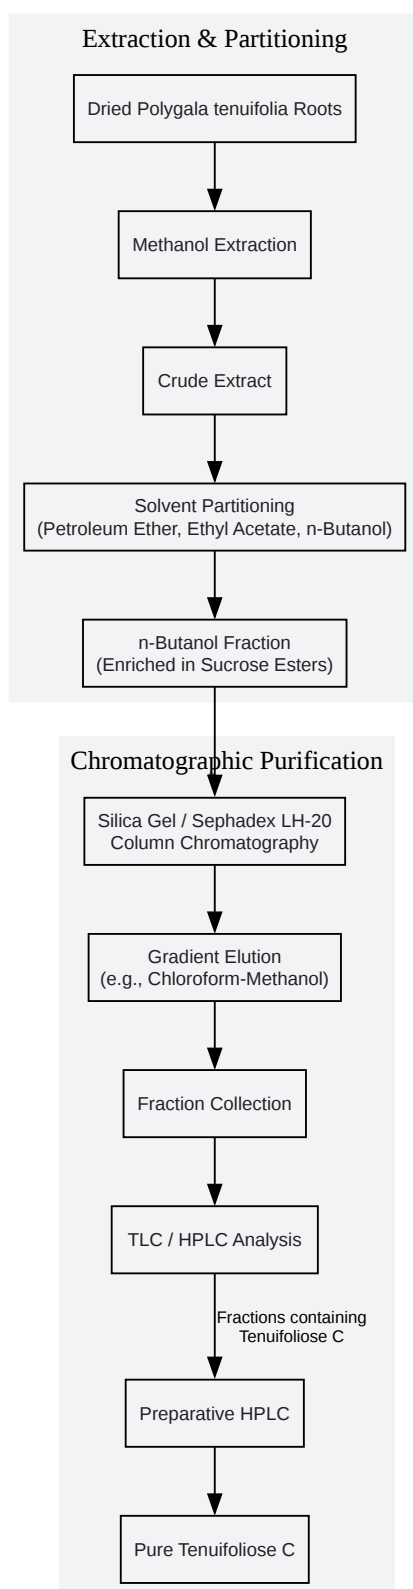 Extraction & Partitioning
Dried Polygala tenuifolia Roots
Methanol Extraction
Crude Extract
Solvent Partitioning
(Petroleum Ether, Ethyl Acetate, n-Butanol)
n-Butanol Fraction
(Enriched in Sucrose Esters)
Chromatographic Purification
Silica Gel / Sephadex LH-20
Column Chromatography
Gradient Elution
(e.g., Chloroform-Methanol)
Fraction Collection
TLC / HPLC Analysis
Fractions containing
Tenuifoliose C
Preparative HPLC
Pure Tenuifoliose C